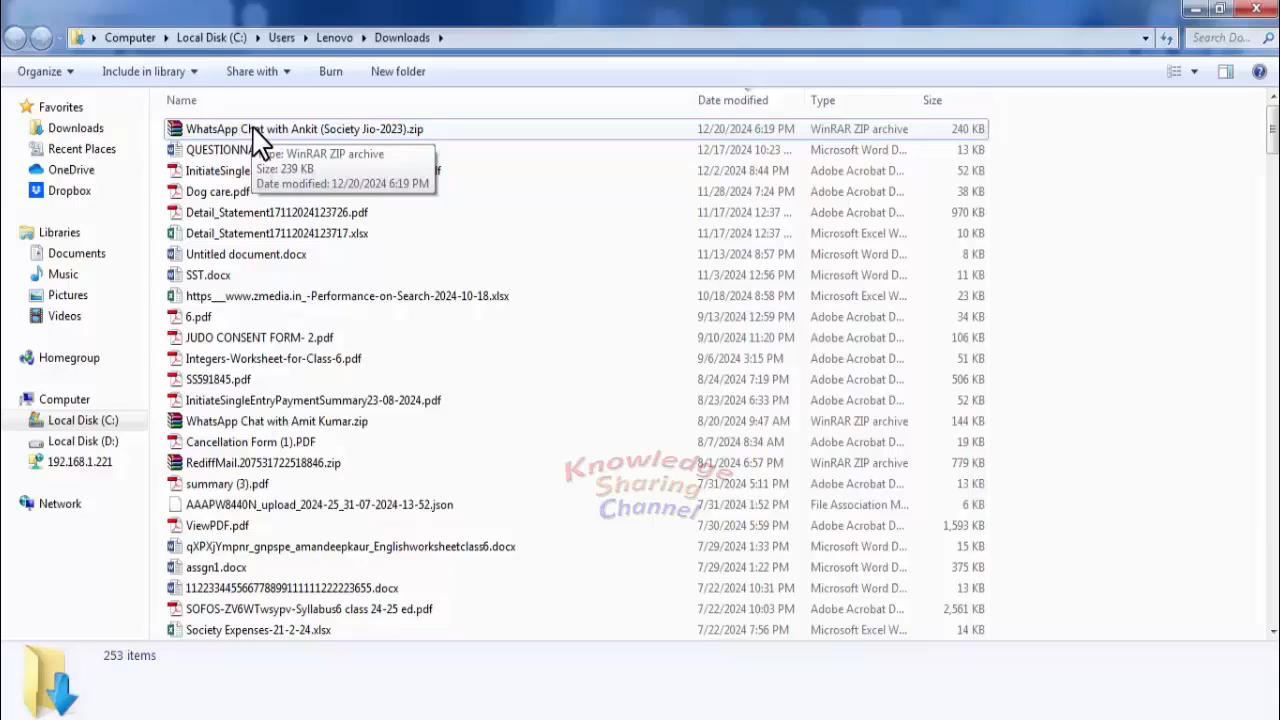 Computer Local Disk (C:) Users Lenovo Downloads Search Do...
Organize Include in library Share with Burn New folder
Favorites
Downloads
Recent Places
OneDrive
Dropbox
Libraries
Documents
Music
Pictures
Videos
Homegroup
Computer
Local Disk (C:)
Local Disk (D:)
192.168.1.221
Network
Name Date modified Type Size
WhatsApp Chat with Ankit (Society Jio-2023).zip 12/20/2024 6:19 PM WinRAR ZIP archive 240 KB
QUESTIONNA 12/17/2024 10:23 ... Microsoft Word D... 13 KB
InitiateSingle 12/2/2024 8:44 PM Adobe Acrobat D... 52 KB
Dog care.pdf 11/28/2024 7:24 PM Adobe Acrobat D... 38 KB
Type: WinRAR ZIP archive
Size: 239 KB
Date modified: 12/20/2024 6:19 PM
Detail_Statement17112024123726.pdf 11/17/2024 12:37 ... Adobe Acrobat D... 970 KB
Detail_Statement17112024123717.xlsx 11/17/2024 12:37 ... Microsoft Excel W... 10 KB
Untitled document.docx 11/13/2024 8:57 PM Microsoft Word D... 8 KB
SST.docx 11/3/2024 12:56 PM Microsoft Word D... 11 KB
https__www.zmedia.in_-Performance-on-Search-2024-10-18.xlsx 10/18/2024 8:58 PM Microsoft Excel W... 23 KB
6.pdf 9/13/2024 12:59 PM Adobe Acrobat D... 34 KB
JUDO CONSENT FORM- 2.pdf 9/10/2024 11:20 PM Adobe Acrobat D... 106 KB
Integers-Worksheet-for-Class-6.pdf 9/6/2024 3:15 PM Adobe Acrobat D... 51 KB
SS591845.pdf 8/24/2024 7:19 PM Adobe Acrobat D... 506 KB
InitiateSingleEntryPaymentSummary23-08-2024.pdf 8/23/2024 6:33 PM Adobe Acrobat D... 52 KB
WhatsApp Chat with Amit Kumar.zip 8/20/2024 9:47 AM WinRAR ZIP archive 144 KB
Cancellation Form (1).PDF 8/7/2024 8:34 AM Adobe Acrobat D... 19 KB
RediffMail.207531722518846.zip 8/1/2024 6:57 PM WinRAR ZIP archive 779 KB
summary (3).pdf 7/31/2024 5:11 PM Adobe Acrobat D... 13 KB
AAAPW8440N_upload_2024-25_31-07-2024-13-52.json 7/31/2024 1:52 PM File Association M... 6 KB
ViewPDF.pdf 7/30/2024 5:59 PM Adobe Acrobat D... 1,593 KB
qXPXjYmpnr_gnpspe_amandeepkaur_Englishworksheetclass6.docx 7/29/2024 1:33 PM Microsoft Word D... 15 KB
assgn1.docx 7/29/2024 1:22 PM Microsoft Word D... 375 KB
11223344556677889911111122223655.docx 7/22/2024 10:31 PM Microsoft Word D... 13 KB
SOFOS-ZV6WTwsypv-Syllabus6 class 24-25 ed.pdf 7/22/2024 10:03 PM Adobe Acrobat D... 2,561 KB
Society Expenses-21-2-24.xlsx 7/22/2024 7:56 PM Microsoft Excel W... 14 KB
Knowledge
Sharing
Channel
253 items